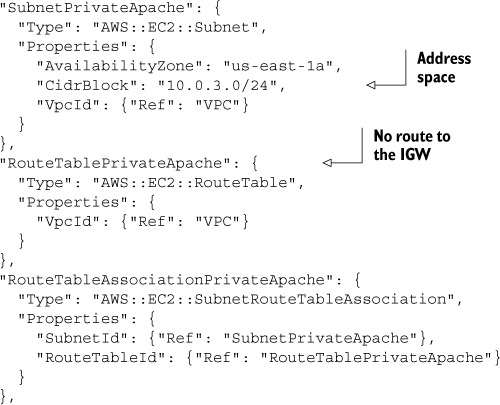 "SubnetPrivateApache": {
  "Type": "AWS::EC2::Subnet",
  "Properties": {
    "AvailabilityZone": "us-east-1a",
    "CidrBlock": "10.0.3.0/24",
    "VpcId": {"Ref": "VPC"}
  }
},
"RouteTablePrivateApache": {
  "Type": "AWS::EC2::RouteTable",
  "Properties": {
    "VpcId": {"Ref": "VPC"}
  }
},
"RouteTableAssociationPrivateApache": {
  "Type": "AWS::EC2::SubnetRouteTableAssociation",
  "Properties": {
    "SubnetId": {"Ref": "SubnetPrivateApache"},
    "RouteTableId": {"Ref": "RouteTablePrivateApache"}
  }
},
Address
space
No route to
the IGW